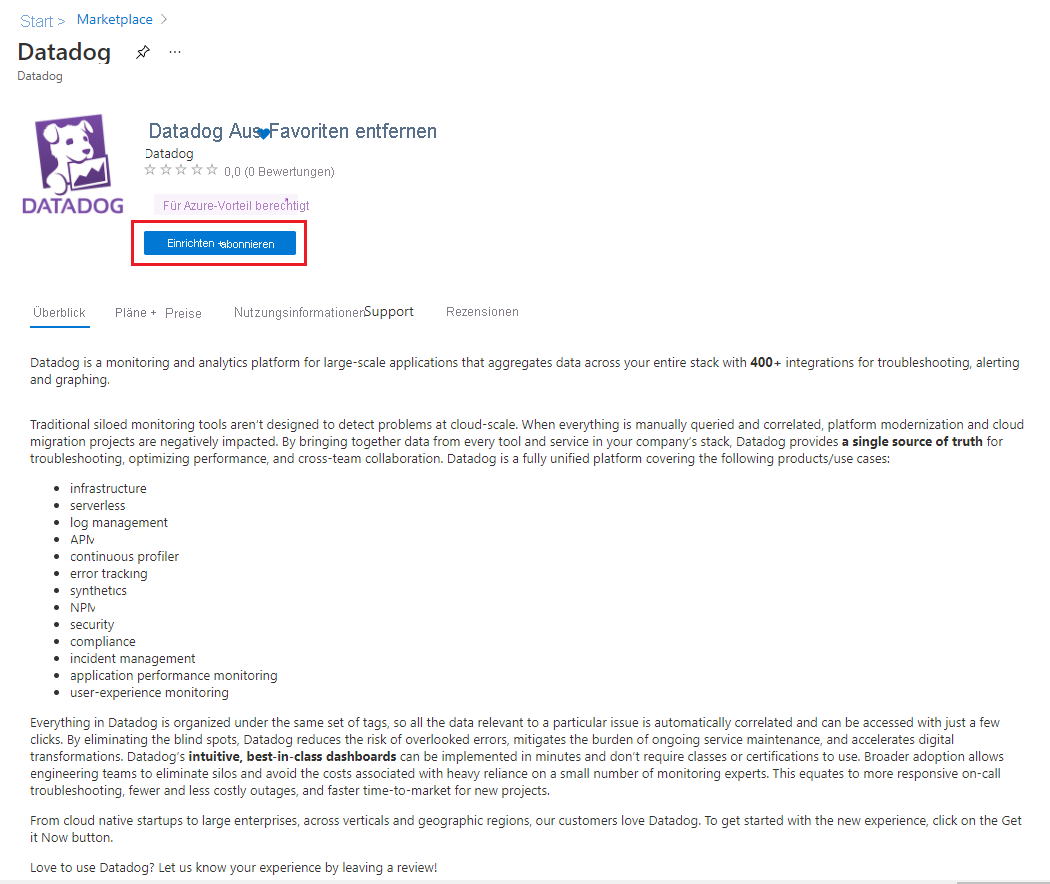 Start > Marketplace >
Datadog ...
Datadog
DATADOG
Datadog Aus Favoriten entfernen
Datadog
0,0 (0 Bewertungen)
Für Azure-Vorteil berechtigt
Einrichten + abonnieren
Überblick Pläne + Preise Nutzungsinformationen Support Rezensionen
Datadog is a monitoring and analytics platform for large-scale applications that aggregates data across your entire stack with 400+ integrations for troubleshooting, alerting
and graphing.
Traditional siloed monitoring tools aren't designed to detect problems at cloud-scale. When everything is manually queried and correlated, platform modernization and cloud
migration projects are negatively impacted. By bringing together data from every tool and service in your company's stack, Datadog provides a single source of truth for
troubleshooting, optimizing performance, and cross-team collaboration. Datadog is a fully unified platform covering the following products/use cases:
• infrastructure
• serverless
• log management
• APM
• continuous profiler
• error tracking
• synthetics
• NPM
• security
• compliance
• incident management
• application performance monitoring
• user-experience monitoring
Everything in Datadog is organized under the same set of tags, so all the data relevant to a particular issue is automatically correlated and can be accessed with just a few
clicks. By eliminating the blind spots, Datadog reduces the risk of overlooked errors, mitigates the burden of ongoing service maintenance, and accelerates digital
transformations. Datadog's intuitive, best-in-class dashboards can be implemented in minutes and don't require classes or certifications to use. Broader adoption allows
engineering teams to eliminate silos and avoid the costs associated with heavy reliance on a small number of monitoring experts. This equates to more responsive on-call
troubleshooting, fewer and less costly outages, and faster time-to-market for new projects.
From cloud native startups to large enterprises, across verticals and geographic regions, our customers love Datadog. To get started with the new experience, click on the Get
it Now button.
Love to use Datadog? Let us know your experience by leaving a review!